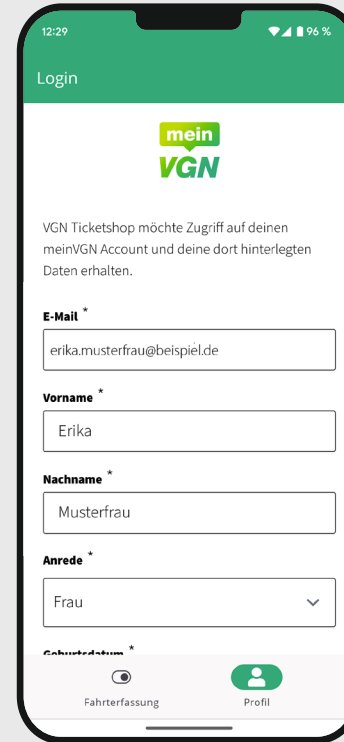 12:29 96 %
Login
mein
VGN
VGN Ticketshop möchte Zugriff auf deinen
meinVGN Account und deine dort hinterlegten
Daten erhalten.
E-Mail *
erika.musterfrau@beispiel.de
Vorname *
Erika
Nachname *
Musterfrau
Anrede *
Frau
Geburtsdatum *
Fahrterfassung Profil